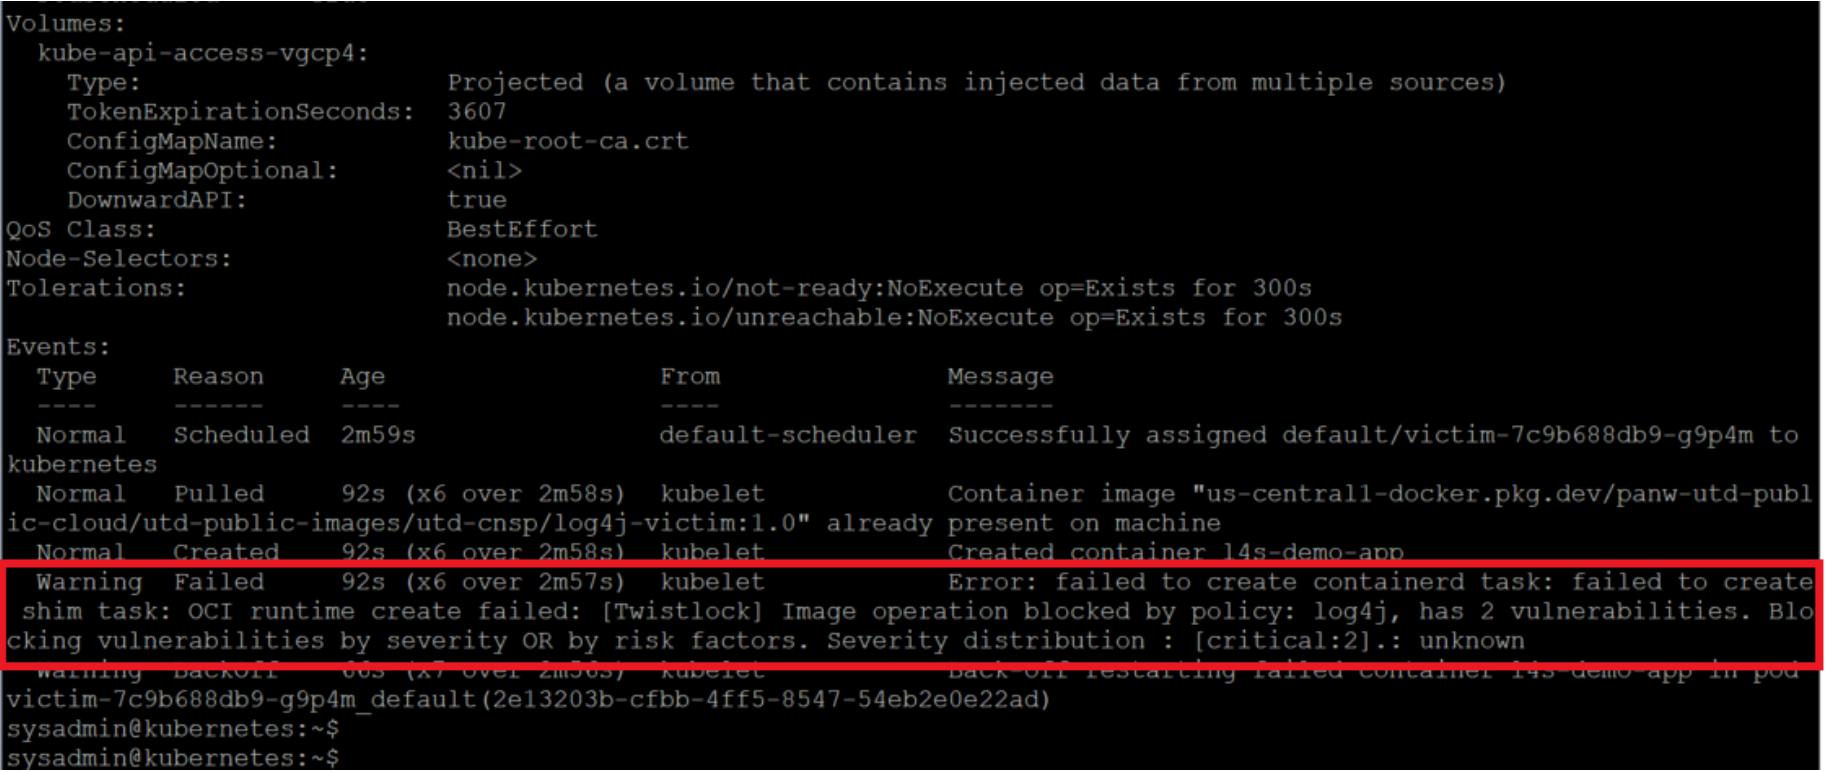 Volumes:
kube-api-access-vgcp4:
Type: Projected (a volume that contains injected data from multiple sources)
TokenExpirationSeconds: 3607
ConfigMapName: kube-root-ca.crt
ConfigMapOptional: <nil>
DownwardAPI: true
QoS Class: BestEffort
Node-Selectors: <none>
Tolerations: node.kubernetes.io/not-ready:NoExecute op=Exists for 300s
node.kubernetes.io/unreachable:NoExecute op=Exists for 300s
Events:
Type Reason Age From Message
---- ------ ---- ---- -------
Normal Scheduled 2m59s default-scheduler Successfully assigned default/victim-7c9b688db9-g9p4m to
kubernetes
Normal Pulled 92s (x6 over 2m58s) kubelet Container image "us-central1-docker.pkg.dev/panw-utd-publ
ic-cloud/utd-public-images/utd-cnsp/log4j-victim:1.0" already present on machine
Normal Created 92s (x6 over 2m58s) kubelet Created container l4s-demo-app
Warning Failed 92s (x6 over 2m57s) kubelet Error: failed to create containerd task: failed to create
shim task: OCI runtime create failed: [Twistlock] Image operation blocked by policy: log4j, has 2 vulnerabilities. Blo
cking vulnerabilities by severity OR by risk factors. Severity distribution : [critical:2].: unknown
Warning BackOff 66s (x7 over 2m56s) kubelet Back-off restarting failed container l4s-demo-app in pod
victim-7c9b688db9-g9p4m_default(2e13203b-cfbb-4ff5-8547-54eb2e0e22ad)
sysadmin@kubernetes:~$
sysadmin@kubernetes:~$